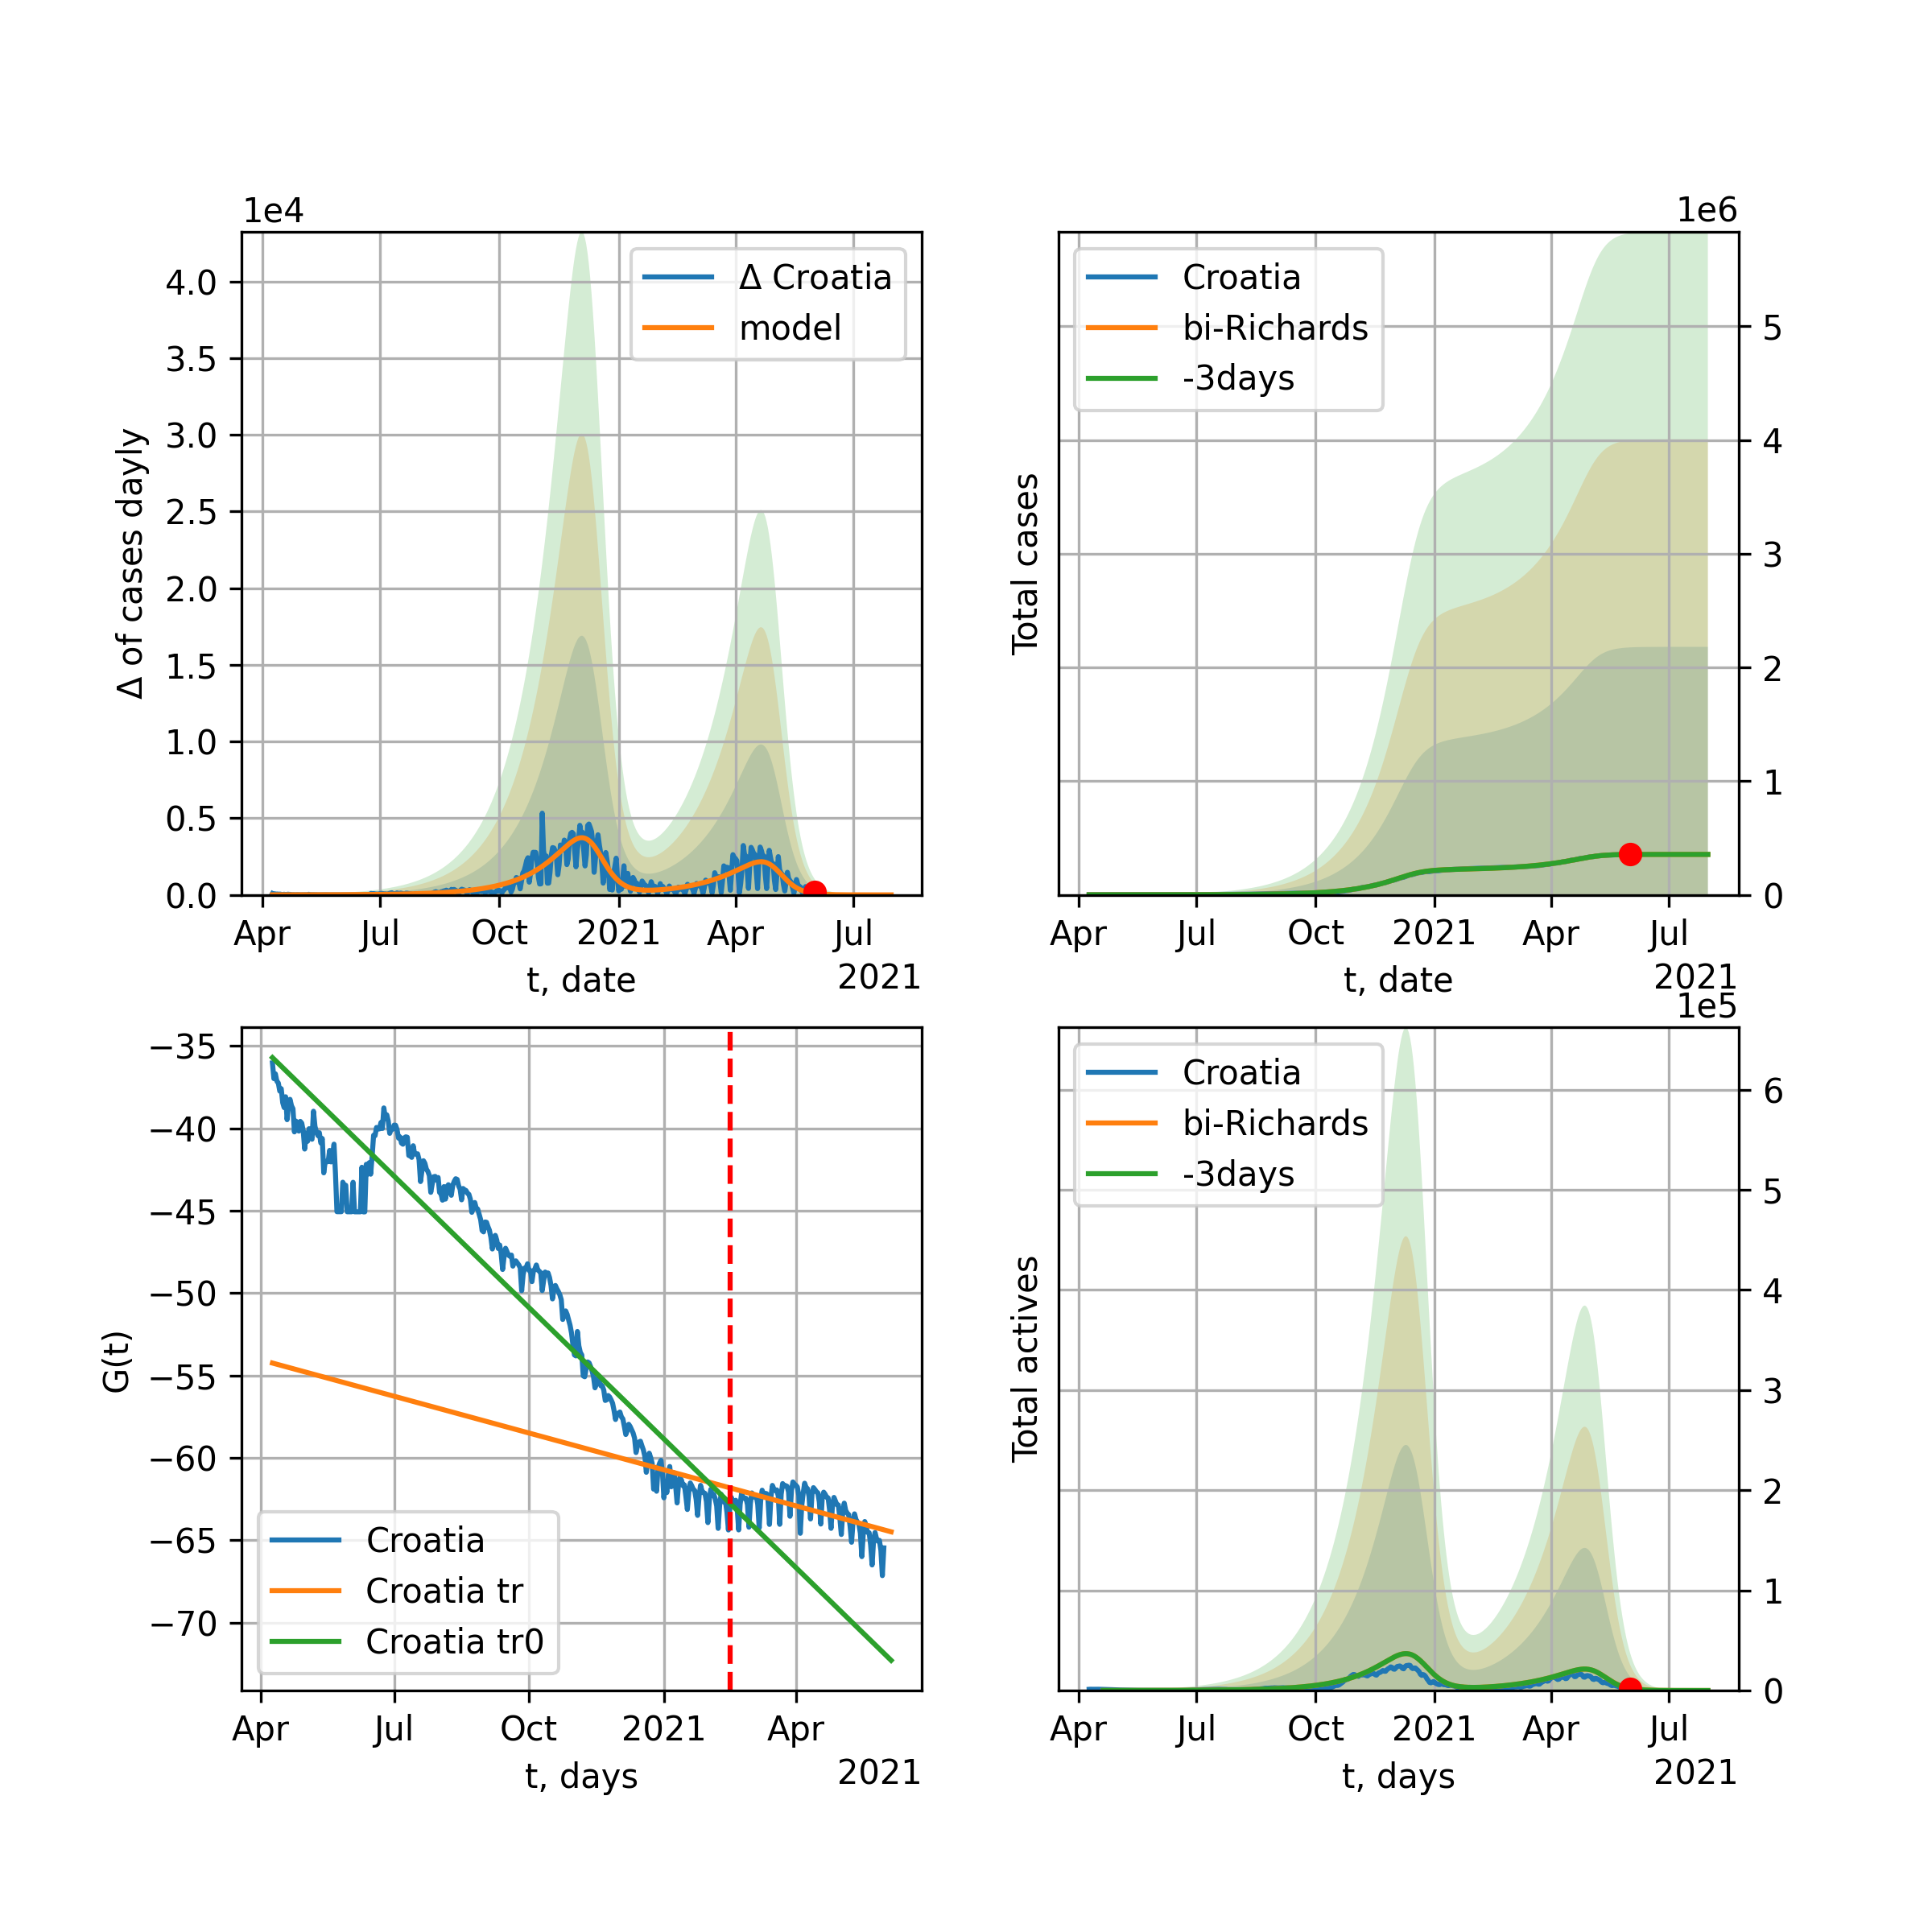 1e4
Δ of cases dayly
4.0
3.5
3.0
2.5
2.0
1.5
1.0
0.5
0.0
Δ Croatia
model
Apr Jul Oct 2021 Apr Jul
t, date
2021
1e6
Total cases
Croatia
bi-Richards
-3days
5
4
3
2
1
0
Apr Jul Oct 2021 Apr Jul
t, date
2021
G(t)
−35
−40
−45
−50
−55
−60
−65
−70
Croatia
Croatia tr
Croatia tr0
Apr Jul Oct 2021 Apr
t, days
2021
1e5
Total actives
Croatia
bi-Richards
-3days
6
5
4
3
2
1
0
Apr Jul Oct 2021 Apr Jul
t, days
2021